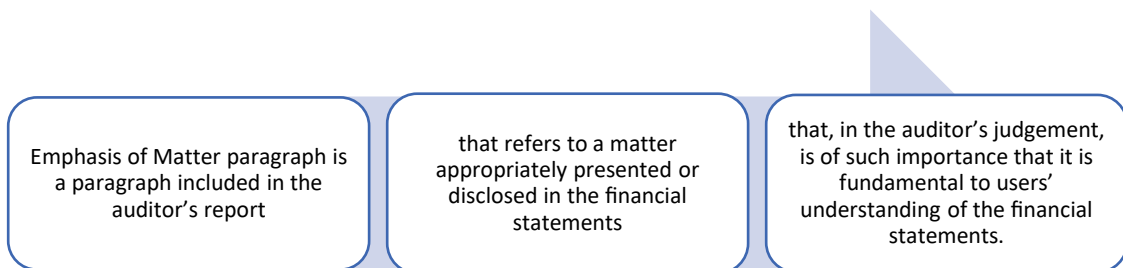 Emphasis of Matter paragraph is
a paragraph included in the
auditor’s report
that refers to a matter
appropriately presented or
disclosed in the financial
statements
that, in the auditor’s judgement,
is of such importance that it is
fundamental to users’
understanding of the financial
statements.